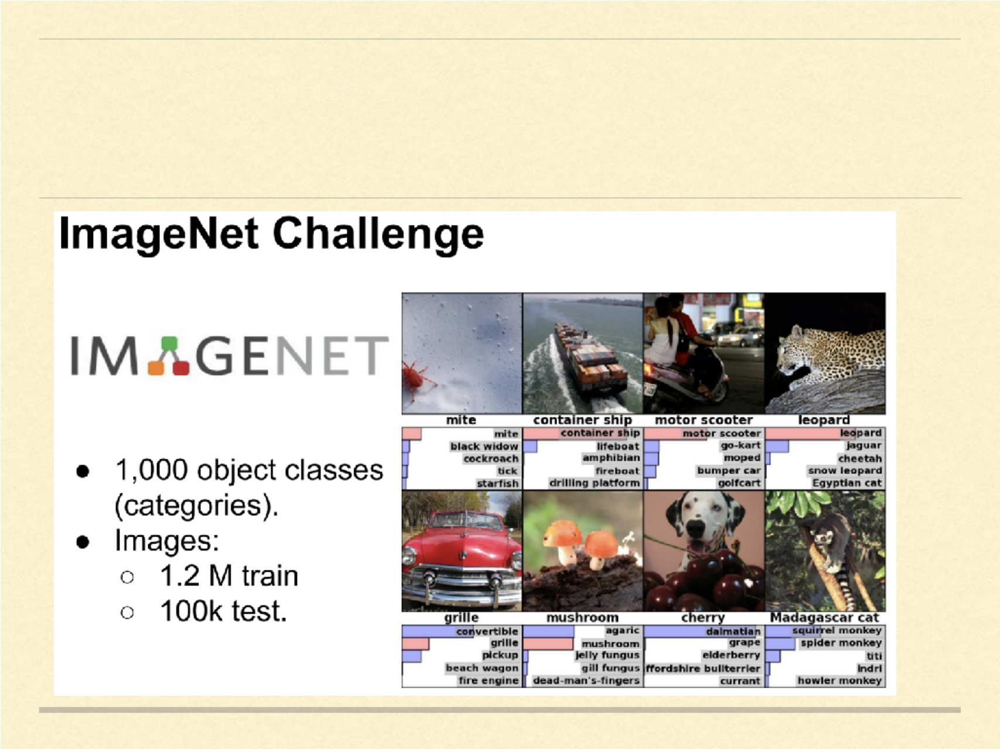 ImageNet Challenge
IMAGENET
● 1,000 object classes
(categories).
● Images:
○ 1.2 M train
○ 100k test.
mite container ship motor scooter leopard
mite container ship motor scooter leopard
black widow lifeboat go-kart jaguar
cockroach amphibian moped cheetah
tick fireboat bumper car snow leopard
starfish drilling platform golfcart Egyptian cat
grille mushroom cherry Madagascar cat
convertible agaric dalmatian squirrel monkey
grille mushroom grape spider monkey
pickup jelly fungus elderberry titi
beach wagon gill fungus ffordshire bullterrier indri
fire engine dead-man's-fingers currant howler monkey